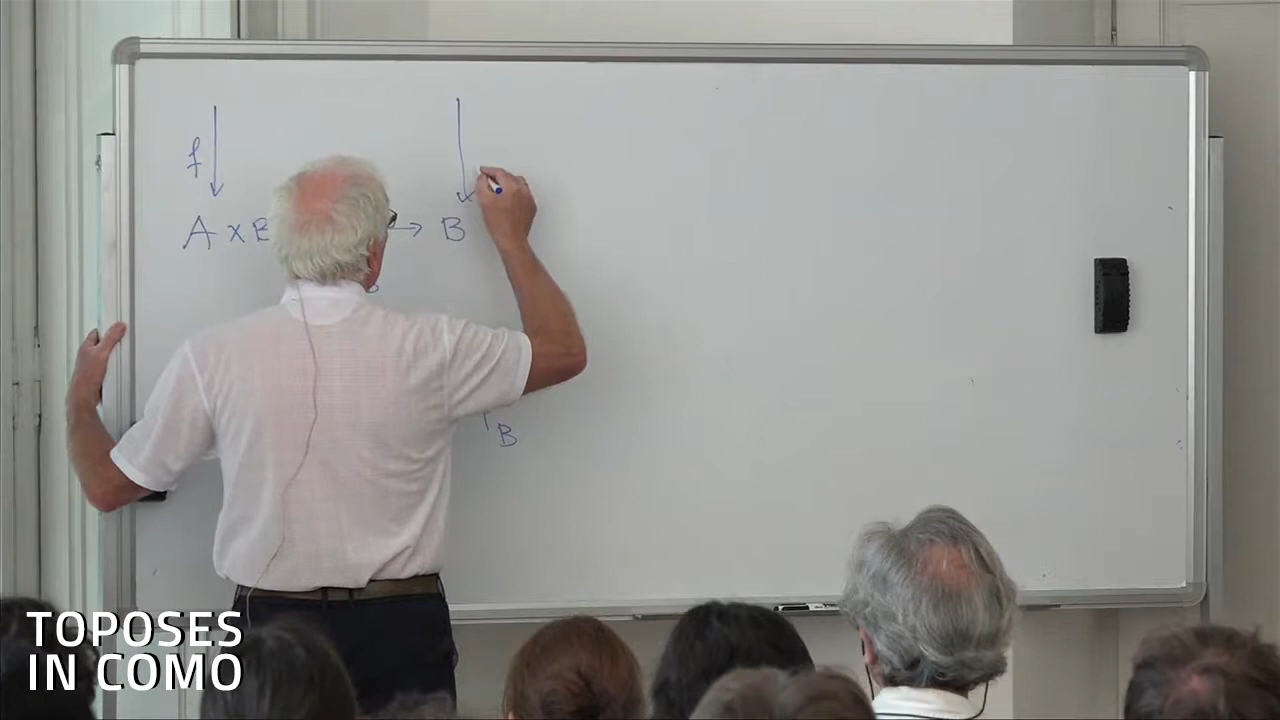 f
A × B → B
B
TOPOSES
IN COMO